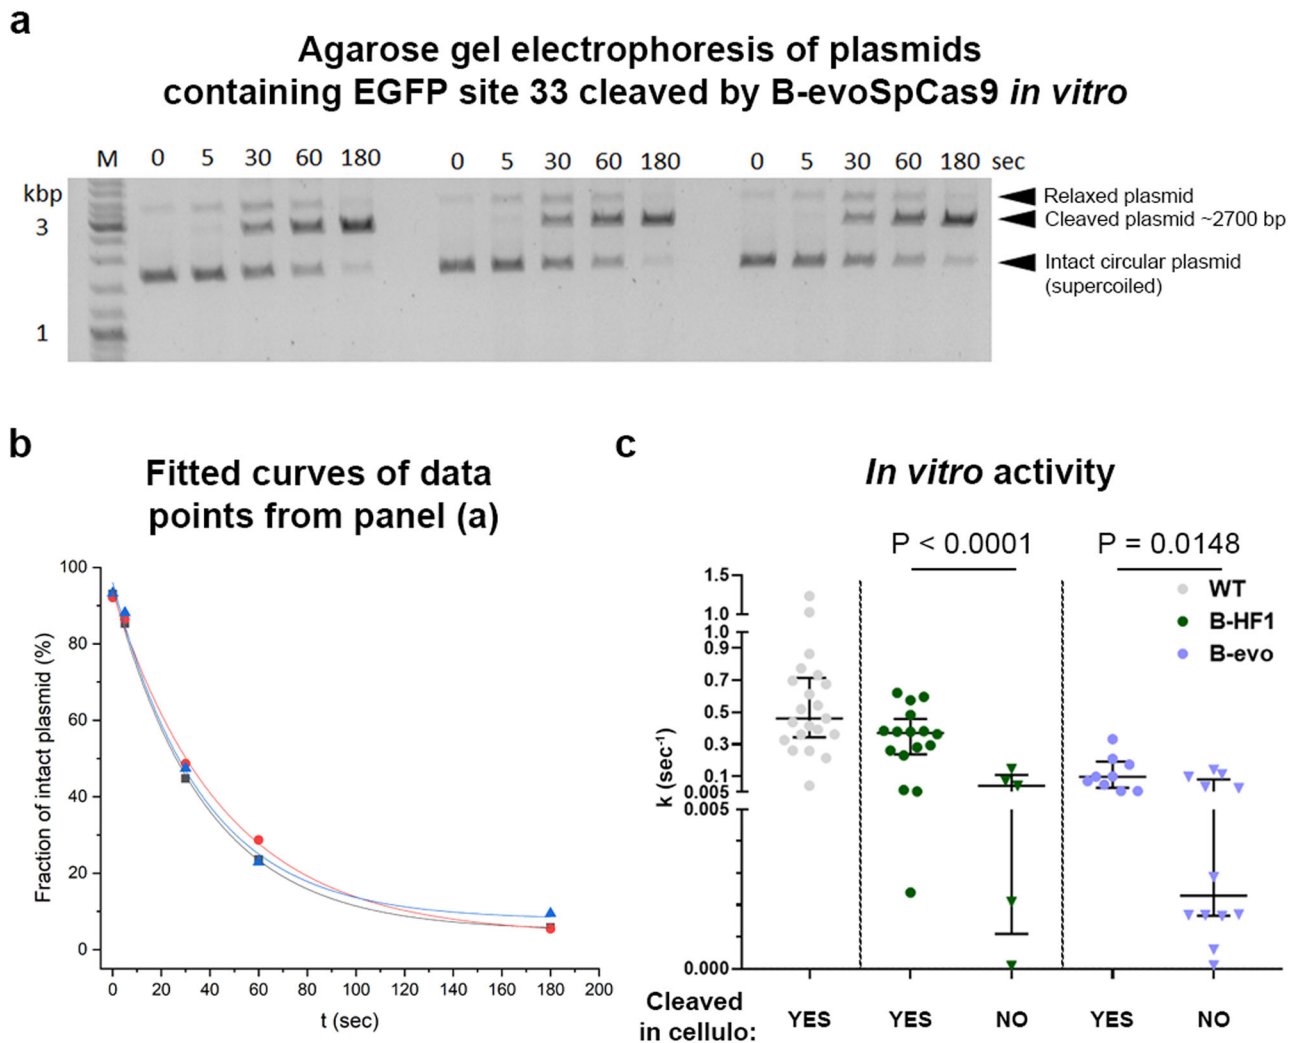 a
Agarose gel electrophoresis of plasmids
containing EGFP site 33 cleaved by B-evoSpCas9 in vitro
M 0 5 30 60 180 0 5 30 60 180 0 5 30 60 180 sec
kbp
3
1
Relaxed plasmid
Cleaved plasmid ~2700 bp
Intact circular plasmid
(supercoiled)
b
Fitted curves of data
points from panel (a)
Fraction of intact plasmid (%)
100
80
60
40
20
0
0 20 40 60 80 100 120 140 160 180 200
t (sec)
c
In vitro activity
P < 0.0001 P = 0.0148
WT
B-HF1
B-evo
k (sec⁻¹)
1.5
1.0
1.0
0.9
0.7
0.5
0.3
0.1
0.005
0.005
0.000
Cleaved
in cellulo:
YES YES NO YES NO